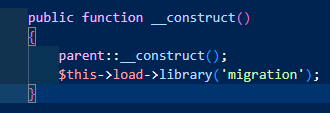 public function __construct()
{
parent::__construct();
$this->load->library('migration');
}